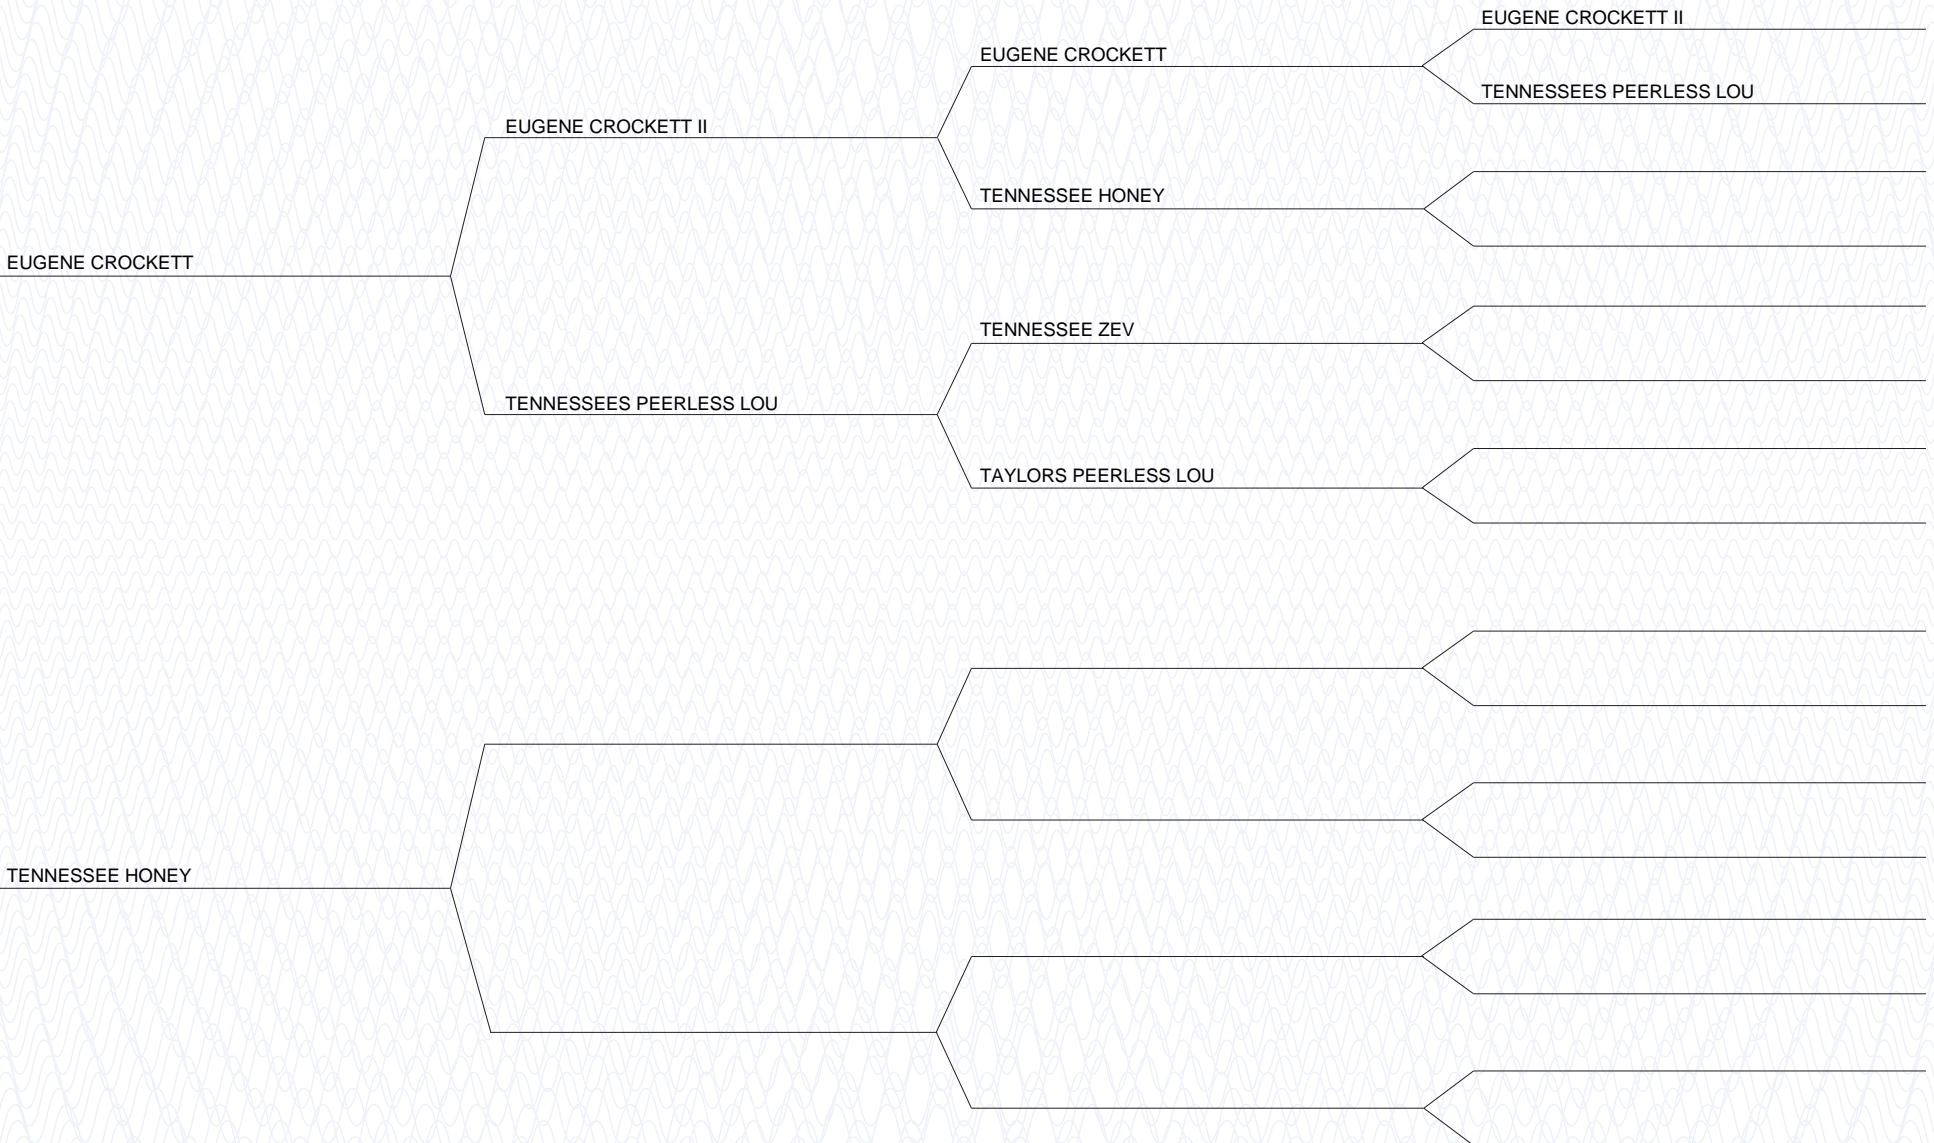 EUGENE CROCKETT II
EUGENE CROCKETT
TENNESSEES PEERLESS LOU
EUGENE CROCKETT II
TENNESSEE HONEY
EUGENE CROCKETT
TENNESSEE ZEV
TENNESSEES PEERLESS LOU
TAYLORS PEERLESS LOU
TENNESSEE HONEY